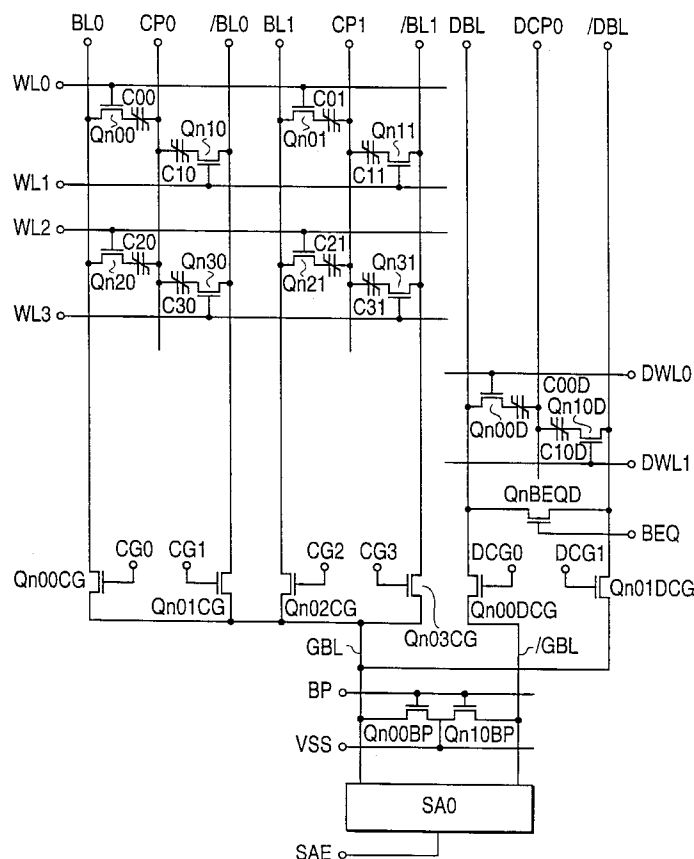 BL0 CP0 /BL0 BL1 CP1 /BL1 DBL DCP0 /DBL
WL0
C00 C01
Qn00 Qn10 Qn01 Qn11
C10 C11
WL1
WL2
C20 C21
Qn20 Qn30 Qn21 Qn31
C30 C31
WL3
DWL0
C00D
Qn00D Qn10D
C10D
DWL1
QnBEQD
BEQ
CG0 CG1 CG2 CG3 DCG0 DCG1
Qn00CG Qn01DCG
Qn01CG Qn02CG Qn00DCG
Qn03CG
GBL /GBL
BP
Qn00BP Qn10BP
VSS
SA0
SAE